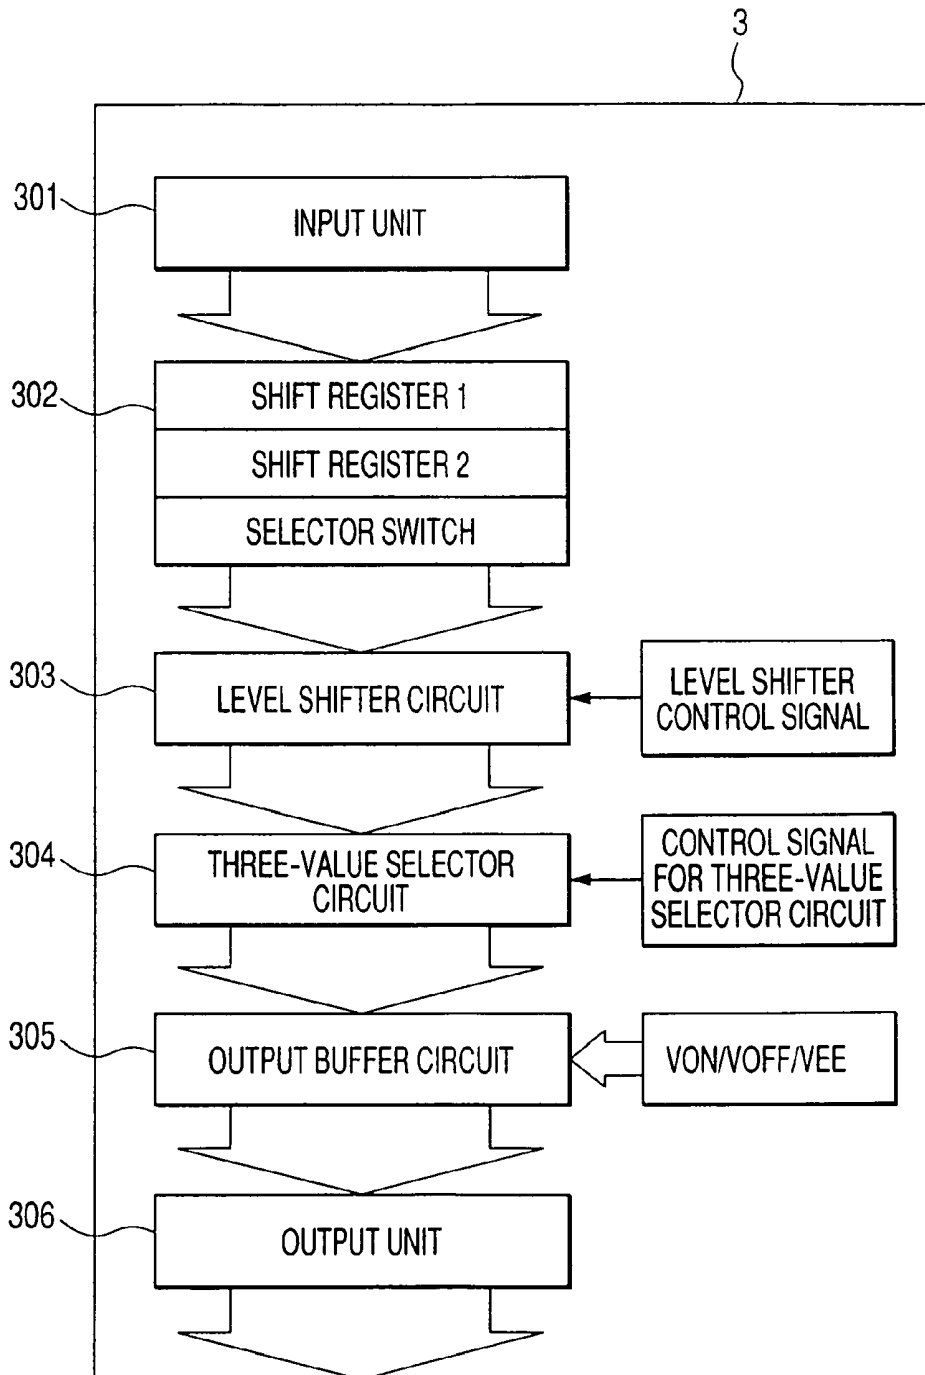 3
301
INPUT UNIT
302
SHIFT REGISTER 1
SHIFT REGISTER 2
SELECTOR SWITCH
303
LEVEL SHIFTER CIRCUIT
LEVEL SHIFTER
CONTROL SIGNAL
304
THREE-VALUE SELECTOR
CIRCUIT
CONTROL SIGNAL
FOR THREE-VALUE
SELECTOR CIRCUIT
305
OUTPUT BUFFER CIRCUIT
VON/VOFF/VEE
306
OUTPUT UNIT